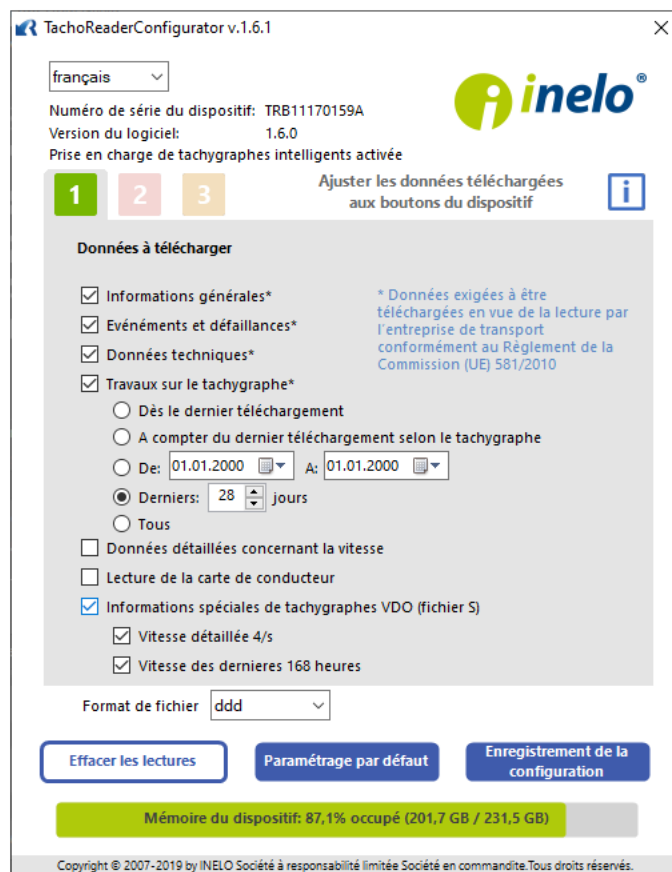 TachoReaderConfigurator v.1.6.1
français
inelo®
Numéro de série du dispositif: TRB11170159A
Version du logiciel: 1.6.0
Prise en charge de tachygraphes intelligents activée
1 2 3
Ajuster les données téléchargées
aux boutons du dispositif
i
Données à télécharger
Informations générales*
Evénéments et défaillances*
Données techniques*
Travaux sur le tachygraphe*
* Données exigées à être
téléchargées en vue de la lecture par
l'entreprise de transport
conformément au Règlement de la
Commission (UE) 581/2010
Dès le dernier téléchargement
A compter du dernier téléchargement selon le tachygraphe
De: 01.01.2000 A: 01.01.2000
Derniers: 28 jours
Tous
Données détaillées concernant la vitesse
Lecture de la carte de conducteur
Informations spéciales de tachygraphes VDO (fichier S)
Vitesse détaillée 4/s
Vitesse des dernieres 168 heures
Format de fichier ddd
Effacer les lectures
Paramétrage par défaut
Enregistrement de la
configuration
Mémoire du dispositif: 87,1% occupé (201,7 GB / 231,5 GB)
Copyright © 2007-2019 by INELO Société à responsabilité limitée Société en commandite.Tous droits réservés.